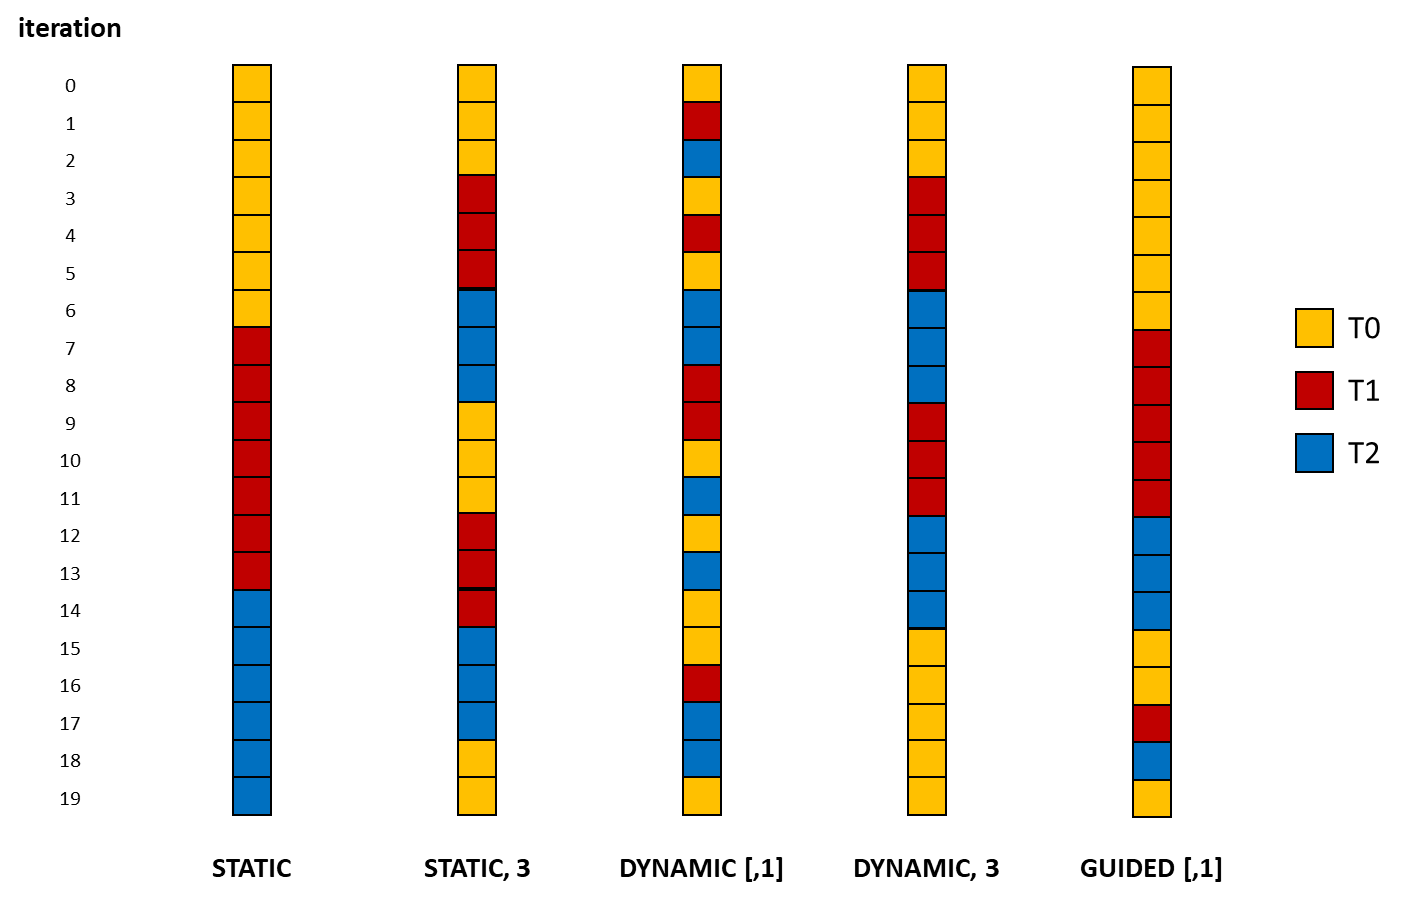 iteration
0
1
2
3
4
5
6
7
8
9
10
11
12
13
14
15
16
17
18
19
T0
T1
T2
STATIC
STATIC, 3
DYNAMIC [,1]
DYNAMIC, 3
GUIDED [,1]